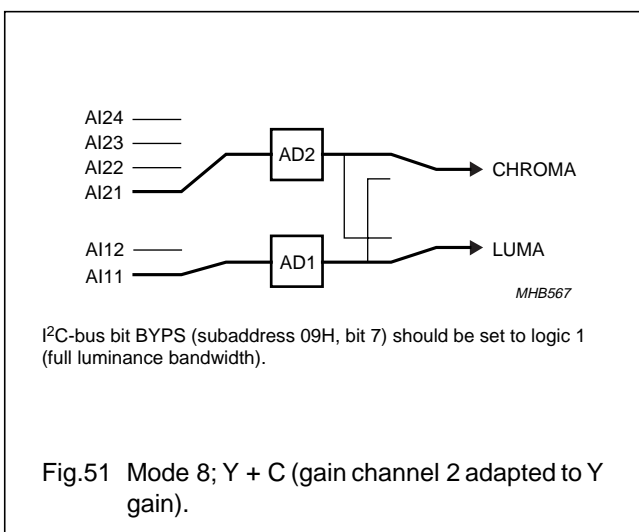 AI24
AI23
AI22
AI21
AD2
CHROMA
AI12
AI11
AD1
LUMA
MHB567
I²C-bus bit BYPS (subaddress 09H, bit 7) should be set to logic 1
(full luminance bandwidth).
Fig.51 Mode 8; Y + C (gain channel 2 adapted to Y
gain).